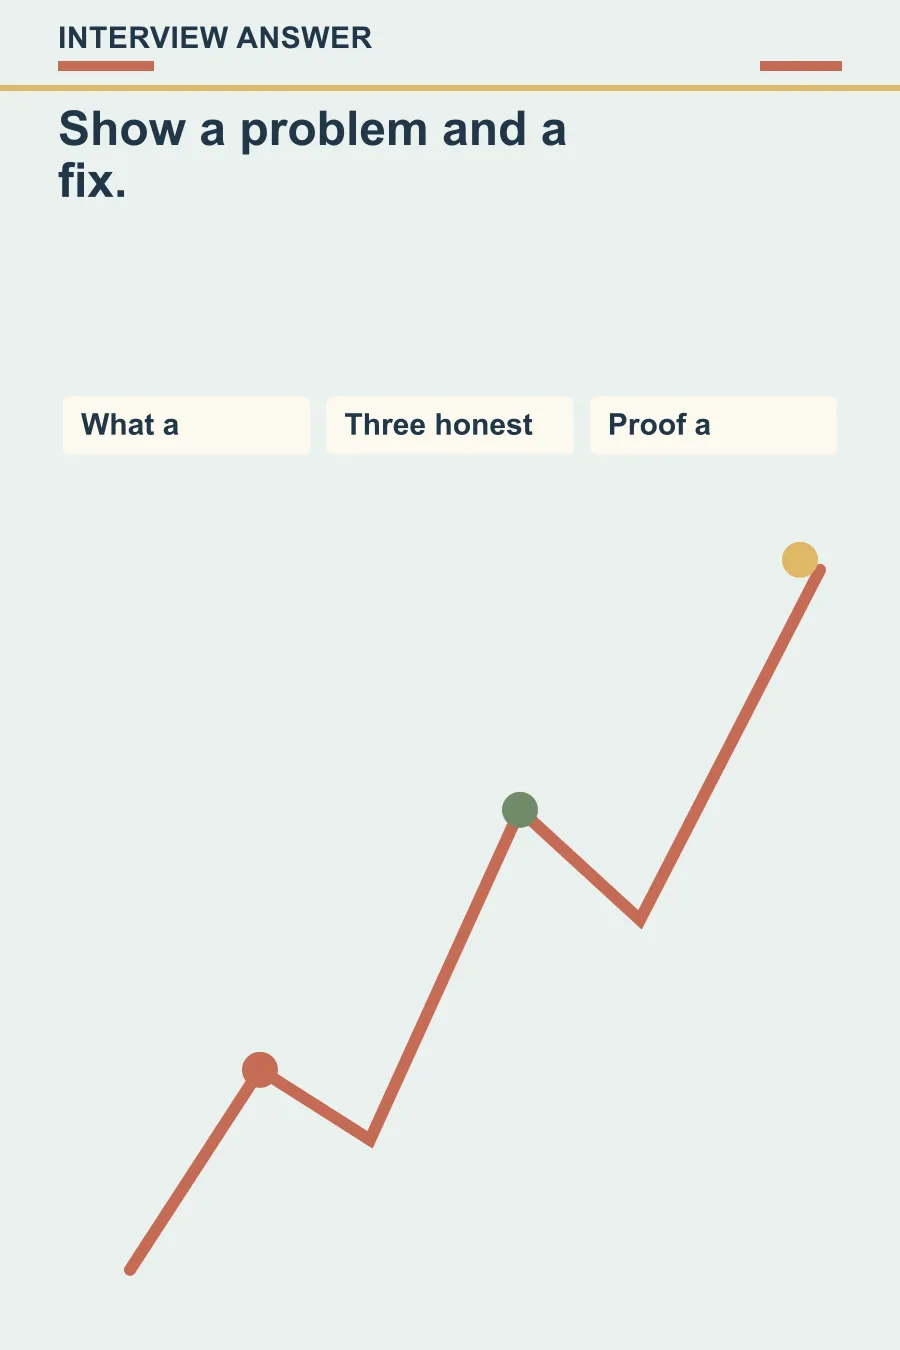 INTERVIEW ANSWER
Show a problem and a
fix.
What a
Three honest
Proof a